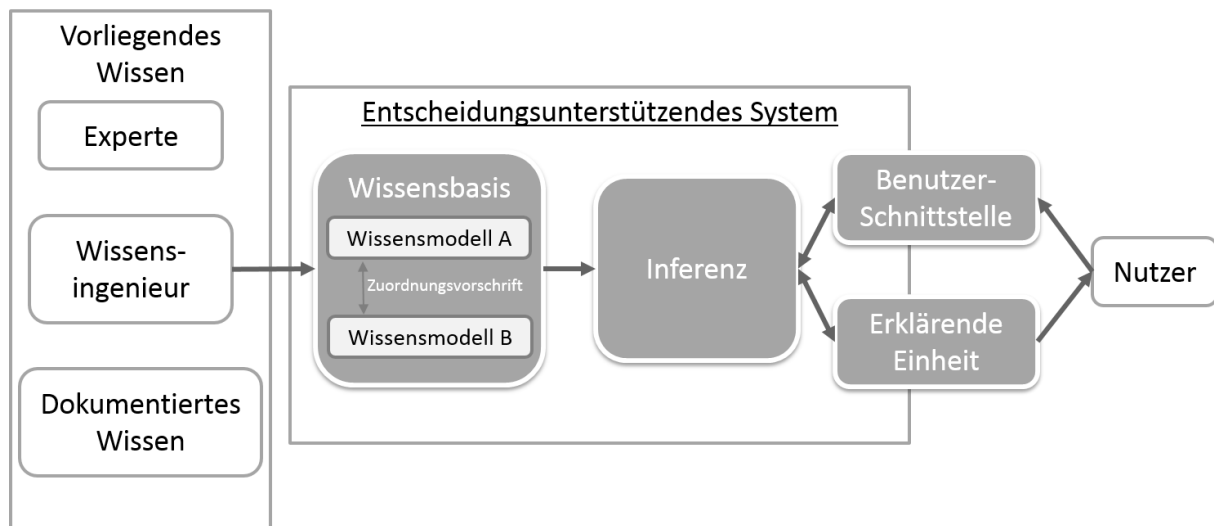 Vorliegendes
Wissen
Experte
Wissens-
ingenieur
Dokumentiertes
Wissen
Entscheidungsunterstützendes System
Wissensbasis
Wissensmodell A
Zuordnungsvorschrift
Wissensmodell B
Inferenz
Benutzer-
Schnittstelle
Erklärende
Einheit
Nutzer